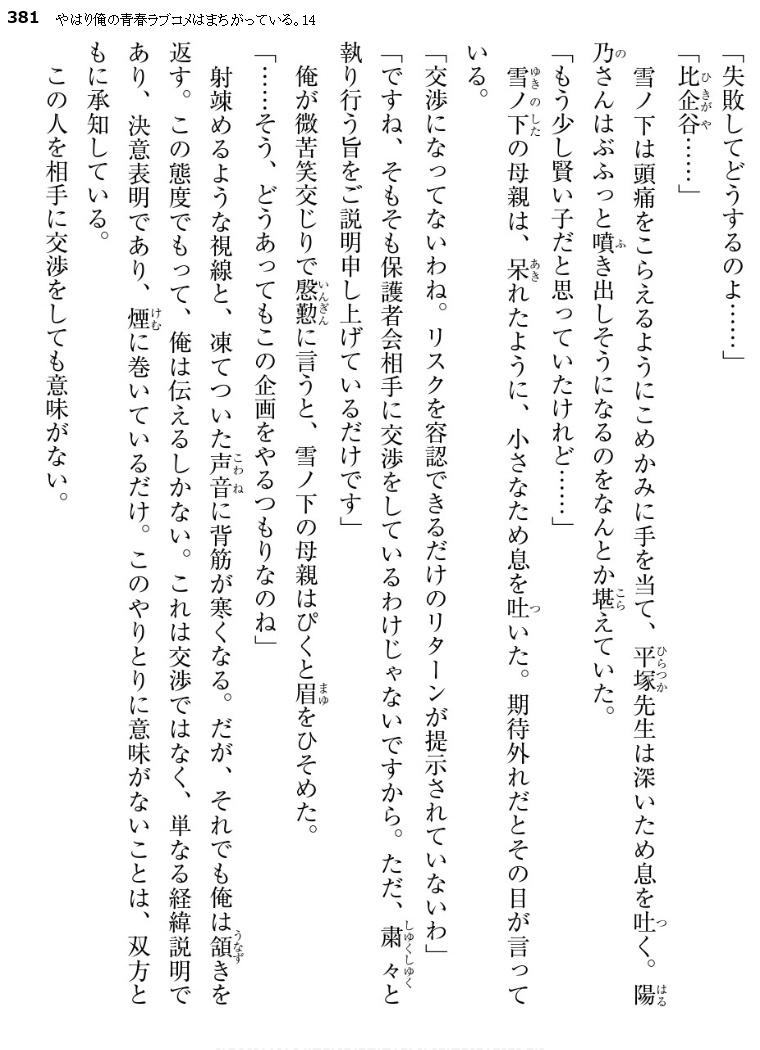 381 やはり俺の青春ラブコメはまちがっている。14
「失敗してどうするのよ……」
「比企谷……」
雪ノ下は頭痛をこらえるようにこめかみに手を当て、平塚先生は深いため息を吐く。陽
乃さんはぶふっと噴き出しそうになるのをなんとか堪えていた。
「もう少し賢い子だと思っていたけれど……」
雪ノ下の母親は、呆れたように、小さなため息を吐いた。期待外れだとその目が言って
いる。
「交渉になってないわね。リスクを容認できるだけのリターンが提示されていないわ」
「ですね、そもそも保護者会相手に交渉をしているわけじゃないですから。ただ、粛々と
執り行う旨をご説明申し上げているだけです」
俺が微苦笑交じりで慇懃に言うと、雪ノ下の母親はぴくと眉をひそめた。
「……そう、どうあってもこの企画をやるつもりなのね」
射竦めるような視線と、凍てついた声音に背筋が寒くなる。だが、それでも俺は頷きを
返す。この態度でもって、俺は伝えるしかない。これは交渉ではなく、単なる経緯説明で
あり、決意表明であり、煙に巻いているだけ。このやりとりに意味がないことは、双方と
もに承知している。
この人を相手に交渉をしても意味がない。